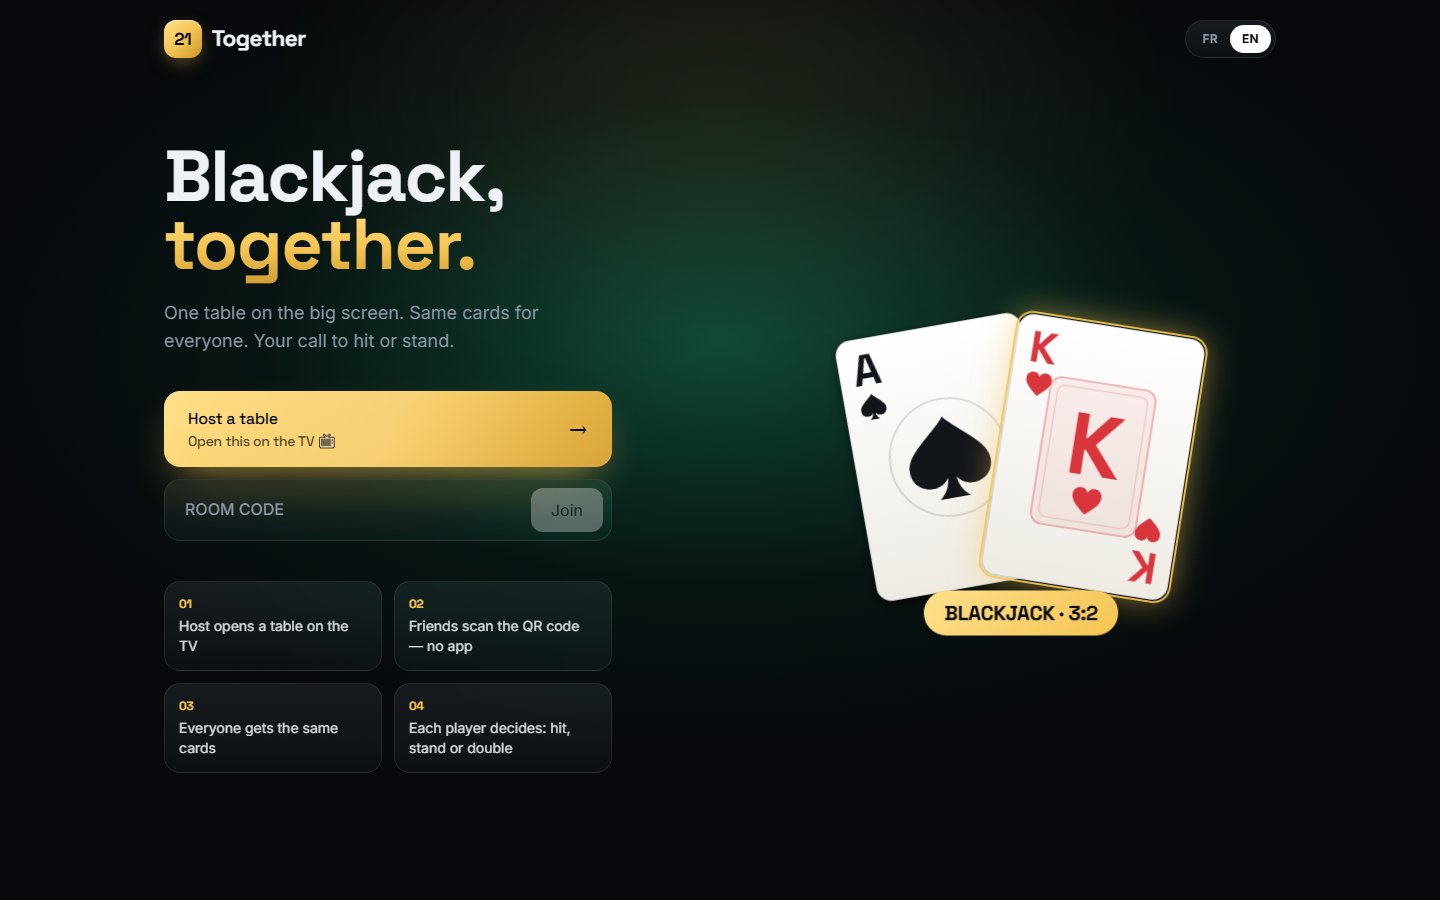 21 Together
FR EN
Blackjack,
together.
One table on the big screen. Same cards for
everyone. Your call to hit or stand.
Host a table
Open this on the TV 📺
→
ROOM CODE
Join
01
Host opens a table on the
TV
02
Friends scan the QR code
— no app
03
Everyone gets the same
cards
04
Each player decides: hit,
stand or double
A
K
K
K
BLACKJACK · 3:2